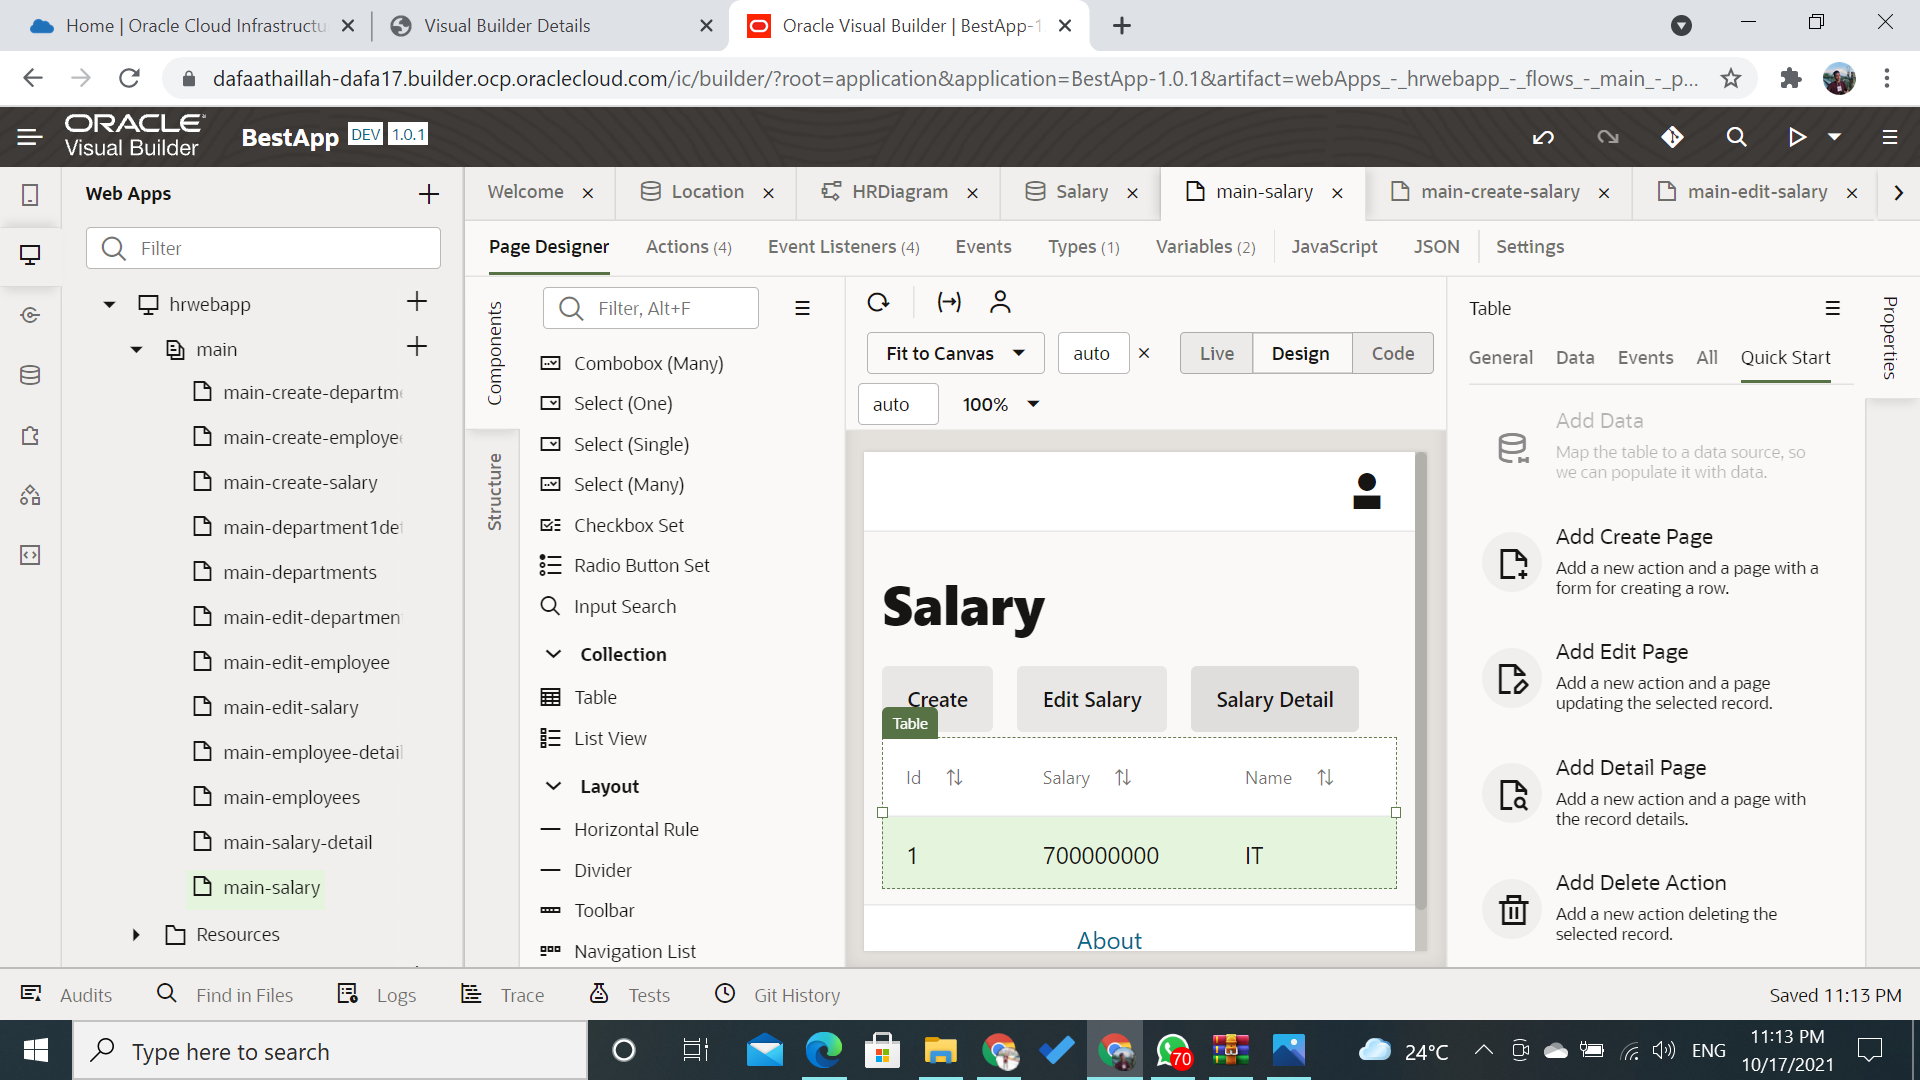 Home | Oracle Cloud Infrastructu
Visual Builder Details
Oracle Visual Builder | BestApp-1
dafaathaillah-dafa17.builder.ocp.oraclecloud.com/ic/builder/?root=application&application=BestApp-1.0.1&artifact=webApps_-_hrwebapp_-_flows_-_main_-_p...
ORACLE
Visual Builder
BestApp DEV 1.0.1
Web Apps
Filter
hrwebapp
main
main-create-departme
main-create-employee
main-create-salary
main-department1det
main-departments
main-edit-department
main-edit-employee
main-edit-salary
main-employee-detail
main-employees
main-salary-detail
main-salary
Resources
Welcome
Location
HRDiagram
Salary
main-salary
main-create-salary
main-edit-salary
Page Designer
Actions (4)
Event Listeners (4)
Events
Types (1)
Variables (2)
JavaScript
JSON
Settings
Components
Structure
Filter, Alt+F
Combobox (Many)
Select (One)
Select (Single)
Select (Many)
Checkbox Set
Radio Button Set
Input Search
Collection
Table
List View
Layout
Horizontal Rule
Divider
Toolbar
Navigation List
Fit to Canvas
auto
Live
Design
Code
auto
100%
Salary
Create
Edit Salary
Salary Detail
Table
Id
Salary
Name
1
700000000
IT
About
Table
General
Data
Events
All
Quick Start
Properties
Add Data
Map the table to a data source, so
we can populate it with data.
Add Create Page
Add a new action and a page with a
form for creating a row.
Add Edit Page
Add a new action and a page
updating the selected record.
Add Detail Page
Add a new action and a page with
the record details.
Add Delete Action
Add a new action deleting the
selected record.
Audits
Find in Files
Logs
Trace
Tests
Git History
Saved 11:13 PM
Type here to search
70
24°C
ENG
11:13 PM
10/17/2021